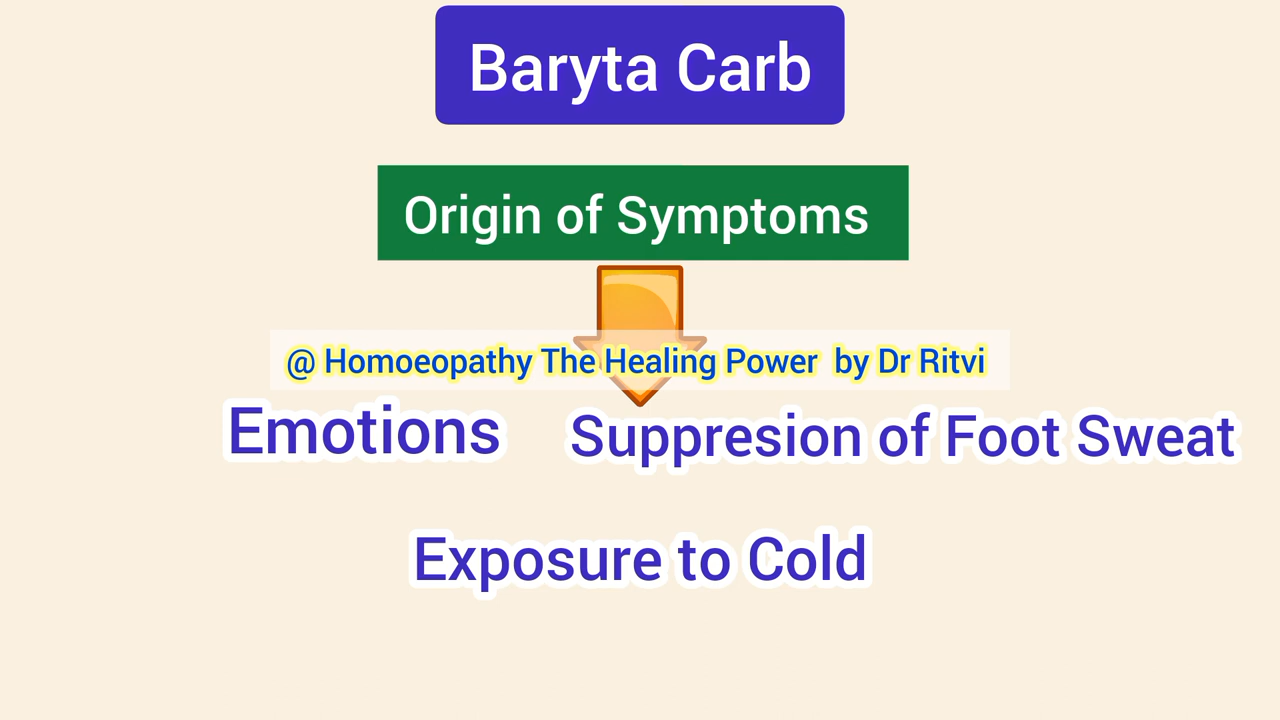 Baryta Carb
Origin of Symptoms
@ Homoeopathy The Healing Power by Dr Ritvi
Emotions
Suppresion of Foot Sweat
Exposure to Cold